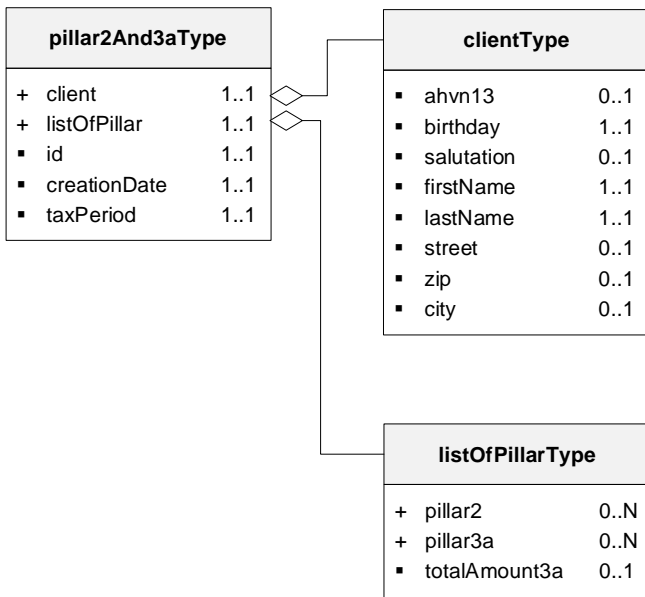 pillar2And3aType
+ client 1..1
+ listOfPillar 1..1
▪ id 1..1
▪ creationDate 1..1
▪ taxPeriod 1..1
clientType
▪ ahvn13 0..1
▪ birthday 1..1
▪ salutation 0..1
▪ firstName 1..1
▪ lastName 1..1
▪ street 0..1
▪ zip 0..1
▪ city 0..1
listOfPillarType
+ pillar2 0..N
+ pillar3a 0..N
▪ totalAmount3a 0..1